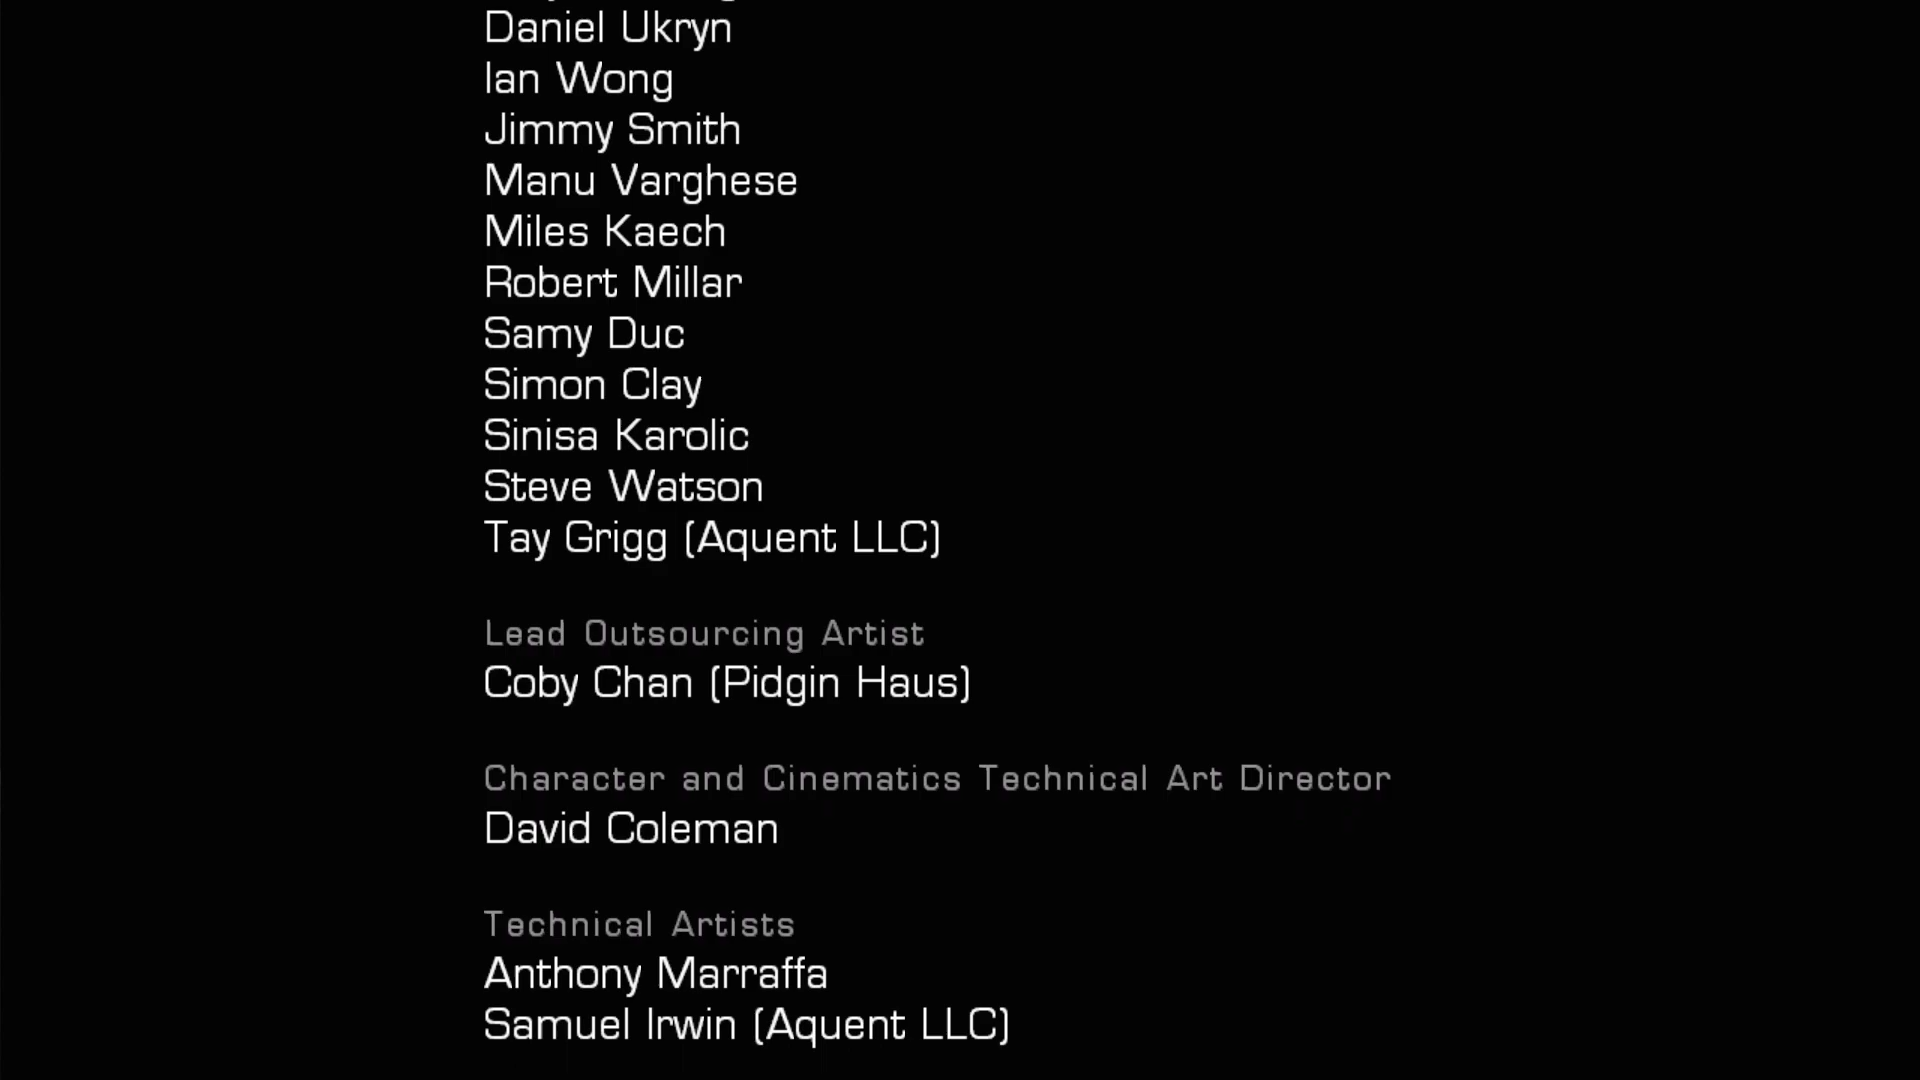 Daniel Ukryn
Ian Wong
Jimmy Smith
Manu Varghese
Miles Kaech
Robert Millar
Samy Duc
Simon Clay
Sinisa Karolic
Steve Watson
Tay Grigg (Aquent LLC)
Lead Outsourcing Artist
Coby Chan (Pidgin Haus)
Character and Cinematics Technical Art Director
David Coleman
Technical Artists
Anthony Marraffa
Samuel Irwin (Aquent LLC)